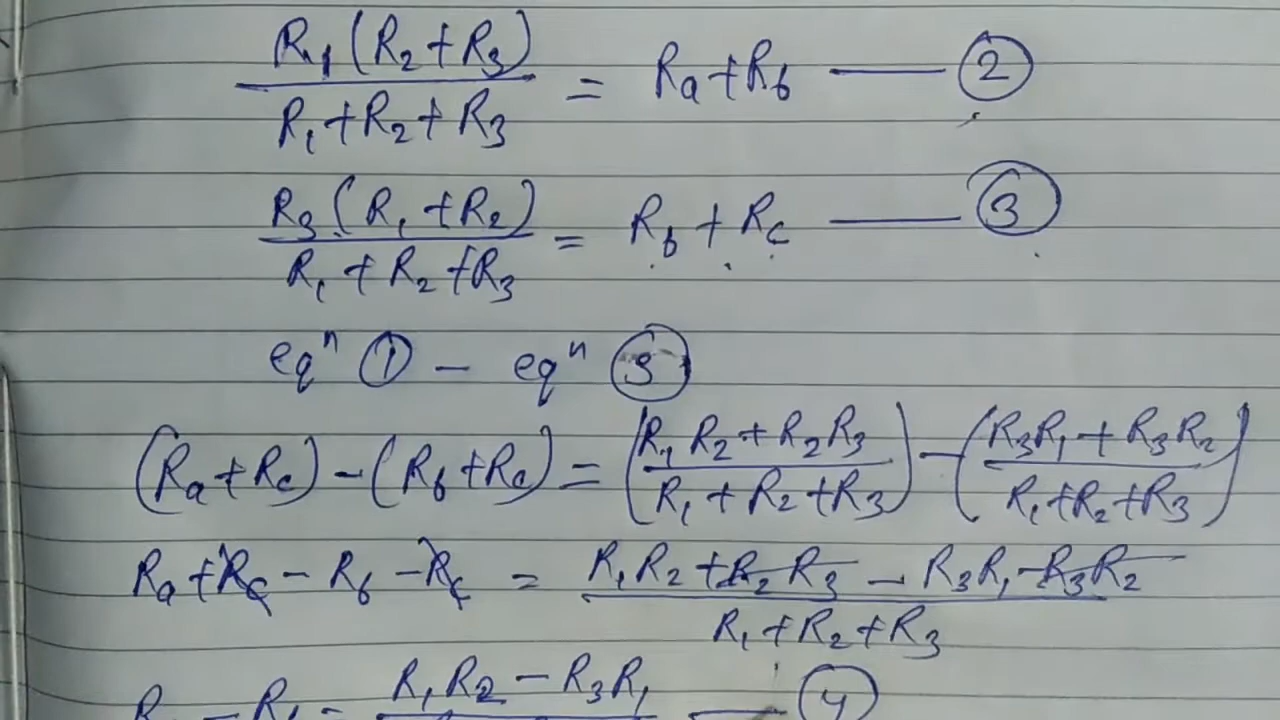 R₁(R₂+R₃)/(R₁+R₂+R₃) = Ra+Rb —— ②
R₃(R₁+R₂)/(R₁+R₂+R₃) = Rb+Rc —— ③
eqⁿ ① − eqⁿ ③
(Ra+Rc)−(Rb+Rc) = ((R₁R₂+R₂R₃)/(R₁+R₂+R₃)) − ((R₃R₁+R₃R₂)/(R₁+R₂+R₃))
Ra+Rc−Rb−Rc = (R₁R₂+R₂R₃−R₃R₁−R₃R₂)/(R₁+R₂+R₃)
R₁R₂−R₃R₁ —— ④